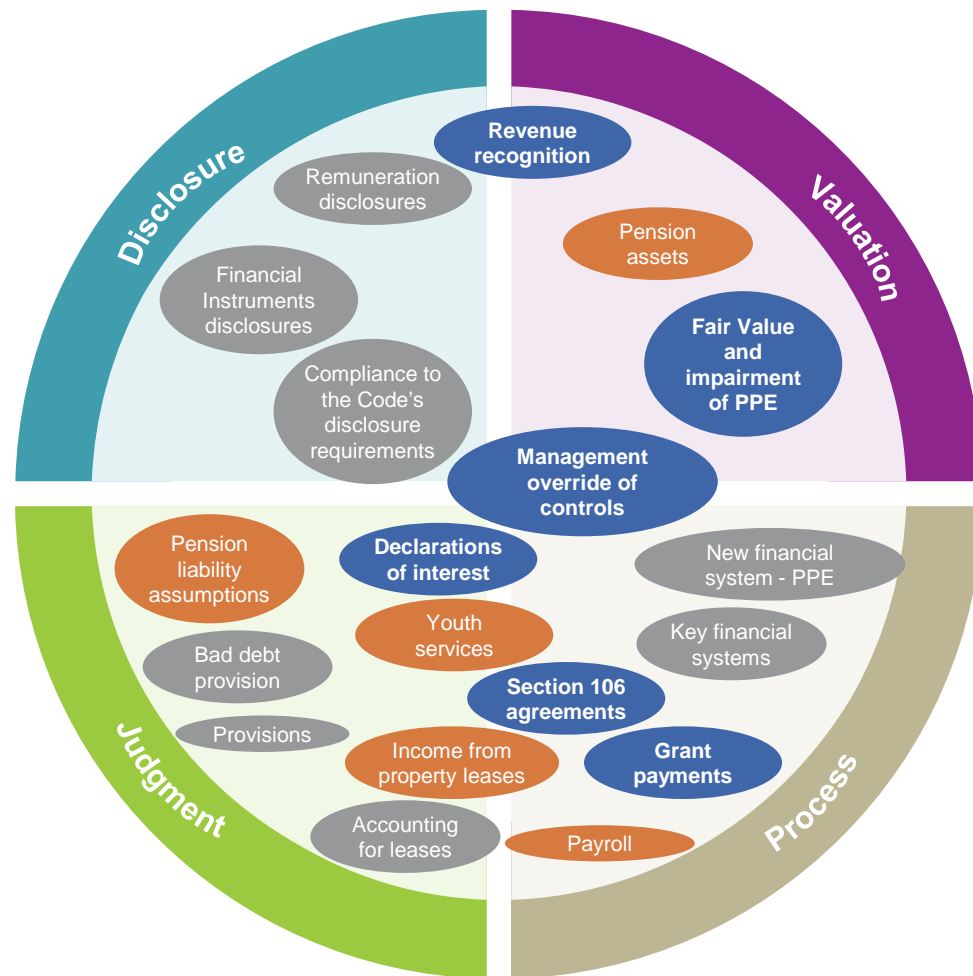 Disclosure
Valuation
Revenue
recognition
Remuneration
disclosures
Pension
assets
Financial
Instruments
disclosures
Fair Value
and
impairment
of PPE
Compliance to
the Code’s
disclosure
requirements
Management
override of
controls
Judgment
Process
Pension
liability
assumptions
Declarations
of interest
New financial
system - PPE
Youth
services
Key financial
systems
Bad debt
provision
Section 106
agreements
Provisions
Income from
property leases
Grant
payments
Accounting
for leases
Payroll